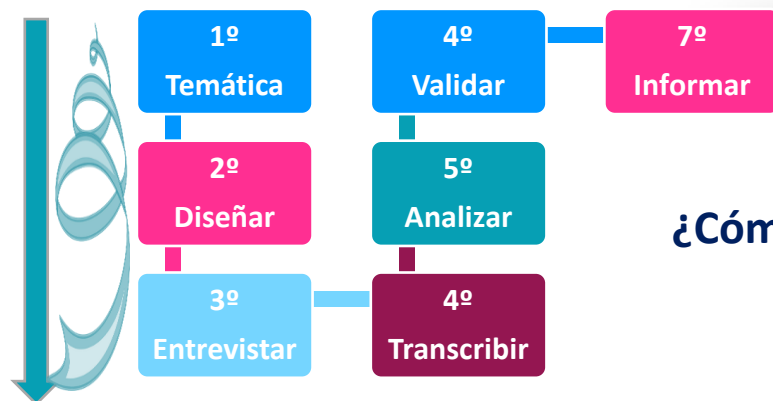 1º
Temática
2º
Diseñar
3º
Entrevistar
4º
Transcribir
5º
Analizar
4º
Validar
7º
Informar
¿Cóm